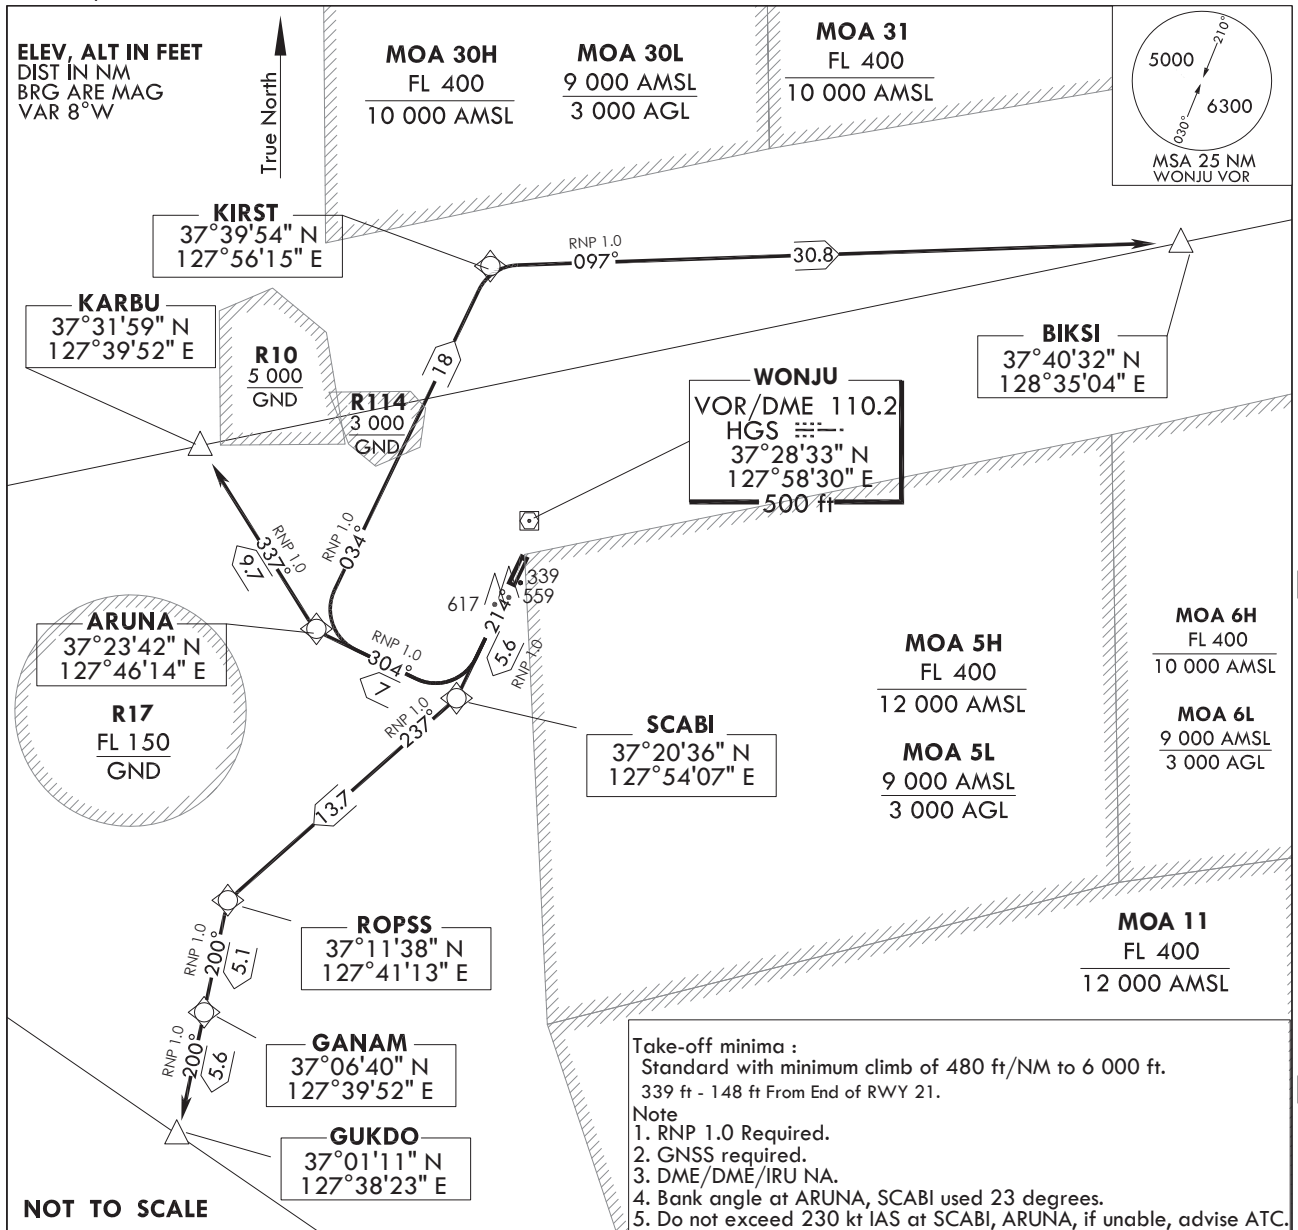 ELEV, ALT IN FEET
DIST IN NM
BRG ARE MAG
VAR 8°W
True North
MOA 30H
FL 400
10 000 AMSL
MOA 30L
9 000 AMSL
3 000 AGL
MOA 31
FL 400
10 000 AMSL
210°
5000
6300
030°
MSA 25 NM
WONJU VOR
KIRST
37°39'54" N
127°56'15" E
RNP 1.0
097°
30.8
KARBU
37°31'59" N
127°39'52" E
R10
5 000
GND
R114
3 000
GND
18
BIKSI
37°40'32" N
128°35'04" E
WONJU
VOR/DME 110.2
HGS
37°28'33" N
127°58'30" E
500 ft
RNP 1.0
337°
9.7
RNP 1.0
034°
617
339
559
214°
5.6
RNP 1.0
ARUNA
37°23'42" N
127°46'14" E
R17
FL 150
GND
RNP 1.0
304°
7
RNP 1.0
237°
13.7
SCABI
37°20'36" N
127°54'07" E
MOA 5H
FL 400
12 000 AMSL
MOA 5L
9 000 AMSL
3 000 AGL
MOA 6H
FL 400
10 000 AMSL
MOA 6L
9 000 AMSL
3 000 AGL
MOA 11
FL 400
12 000 AMSL
RNP 1.0
200°
5.1
ROPSS
37°11'38" N
127°41'13" E
RNP 1.0
200°
5.6
GANAM
37°06'40" N
127°39'52" E
GUKDO
37°01'11" N
127°38'23" E
NOT TO SCALE
Take-off minima :
Standard with minimum climb of 480 ft/NM to 6 000 ft.
339 ft - 148 ft From End of RWY 21.
Note
1. RNP 1.0 Required.
2. GNSS required.
3. DME/DME/IRU NA.
4. Bank angle at ARUNA, SCABI used 23 degrees.
5. Do not exceed 230 kt IAS at SCABI, ARUNA, if unable, advise ATC.